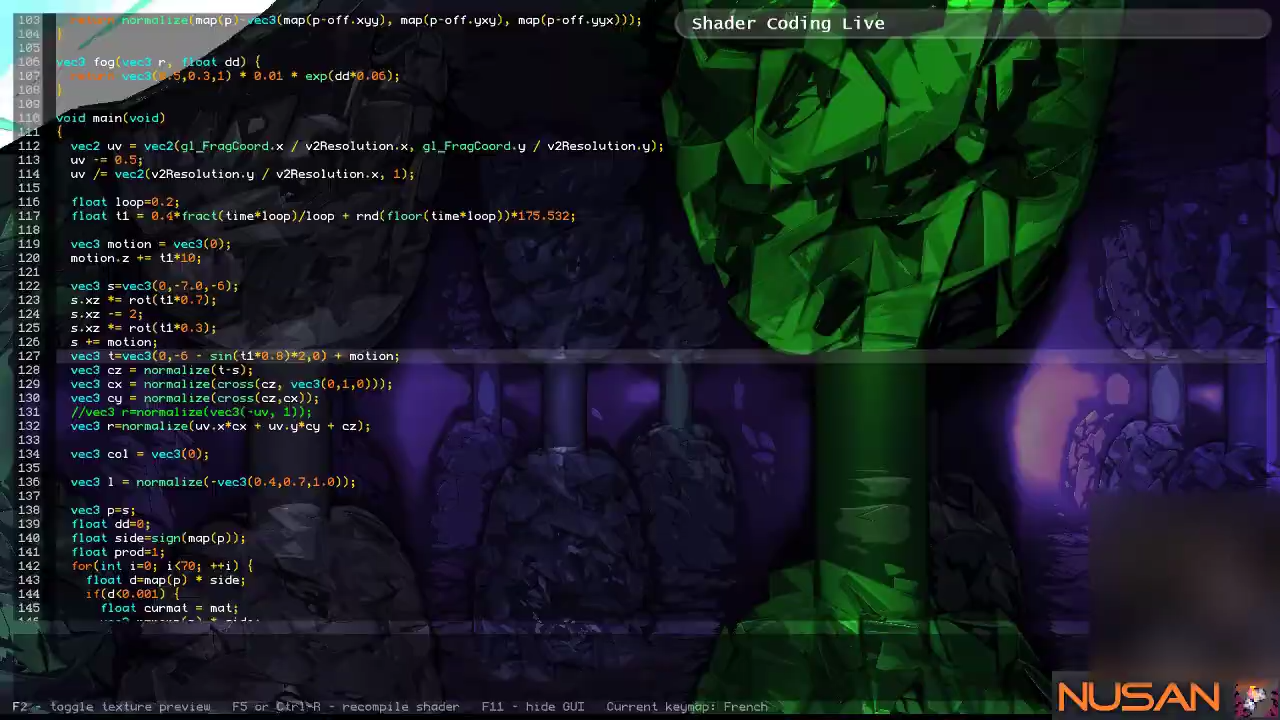 103   return normalize(map(p)-vec3(map(p-off.xyy), map(p-off.yxy), map(p-off.yyx)));
Shader Coding Live
104 }
105
106 vec3 fog(vec3 r, float dd) {
107   return vec3(0.5,0.3,1) * 0.01 * exp(dd*0.06);
108 }
109
110 void main(void)
111 {
112   vec2 uv = vec2(gl_FragCoord.x / v2Resolution.x, gl_FragCoord.y / v2Resolution.y);
113   uv -= 0.5;
114   uv /= vec2(v2Resolution.y / v2Resolution.x, 1);
115
116   float loop=0.2;
117   float t1 = 0.4*fract(time*loop)/loop + rnd(floor(time*loop))*175.532;
118
119   vec3 motion = vec3(0);
120   motion.z += t1*10;
121
122   vec3 s=vec3(0,-7.0,-6);
123   s.xz *= rot(t1*0.7);
124   s.xz -= 2;
125   s.xz *= rot(t1*0.3);
126   s += motion;
127   vec3 t=vec3(0,-6 - sin(t1*0.8)*2,0) + motion;
128   vec3 cz = normalize(t-s);
129   vec3 cx = normalize(cross(cz, vec3(0,1,0)));
130   vec3 cy = normalize(cross(cz,cx));
131   //vec3 r=normalize(vec3(-uv, 1));
132   vec3 r=normalize(uv.x*cx + uv.y*cy + cz);
133
134   vec3 col = vec3(0);
135
136   vec3 l = normalize(-vec3(0.4,0.7,1.0));
137
138   vec3 p=s;
139   float dd=0;
140   float side=sign(map(p));
141   float prod=1;
142   for(int i=0; i<70; ++i) {
143     float d=map(p) * side;
144     if(d<0.001) {
145       float curmat = mat;
NUSAN
F2 - toggle texture preview   F5 or Ctrl-R - recompile shader   F11 - hide GUI   Current keymap: French